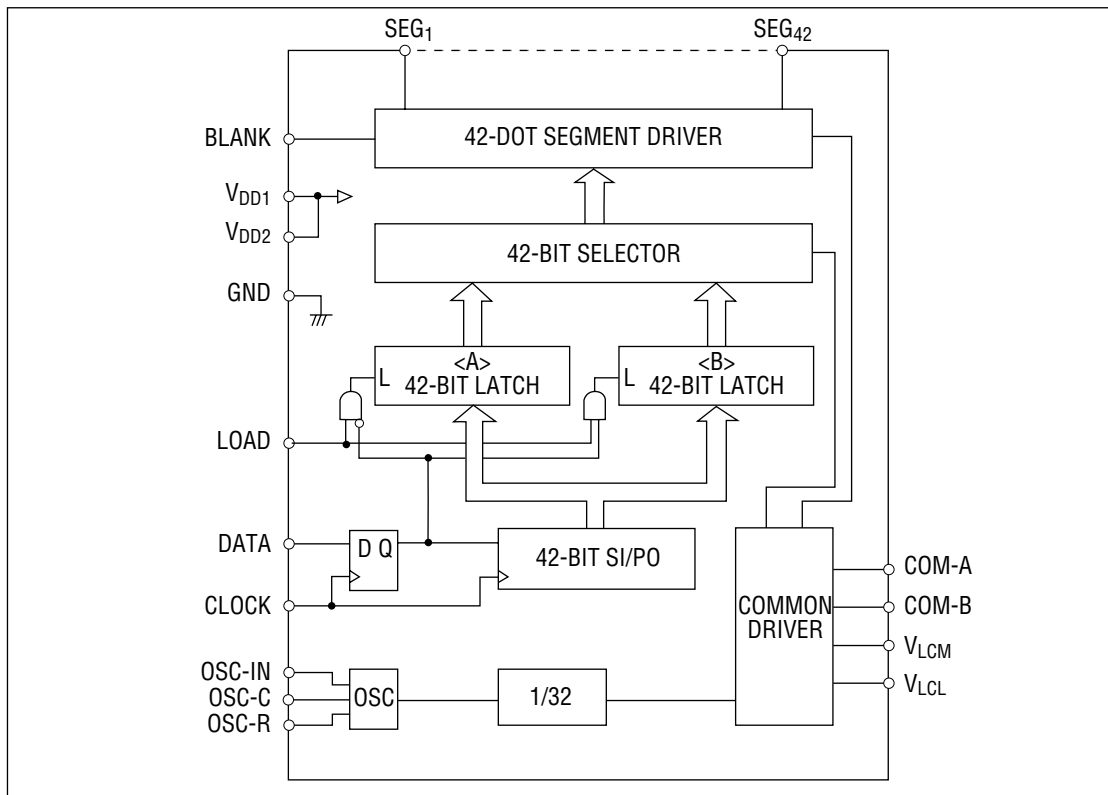 SEG1 SEG42
BLANK
42-DOT SEGMENT DRIVER
VDD1
VDD2
42-BIT SELECTOR
GND
<A>
L 42-BIT LATCH
<B>
L 42-BIT LATCH
LOAD
DATA
D Q
42-BIT SI/PO
CLOCK
COMMON
DRIVER
COM-A
COM-B
VLCM
VLCL
OSC-IN
OSC-C
OSC-R
OSC
1/32